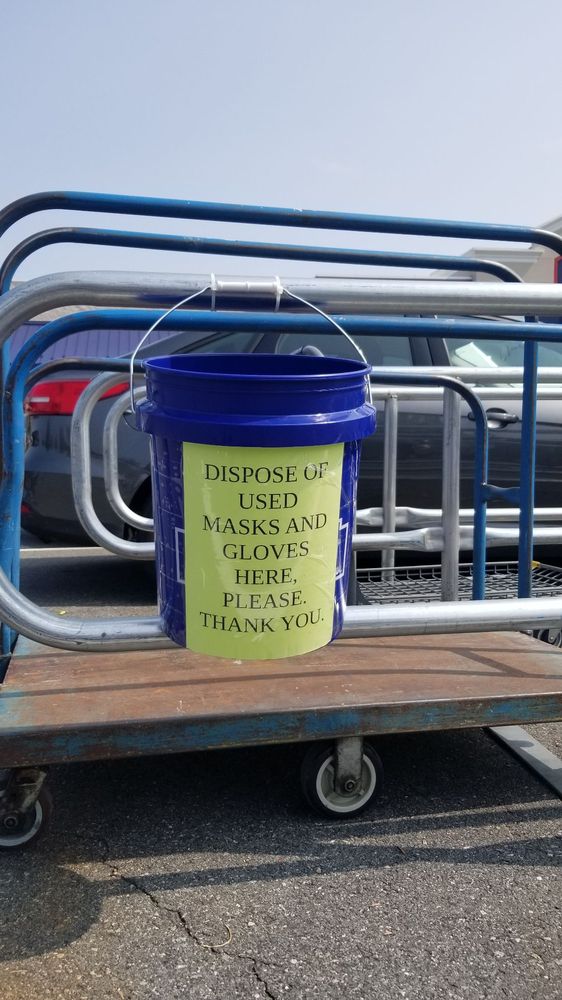 DISPOSE OF
USED
MASKS AND
GLOVES
HERE,
PLEASE.
THANK YOU.